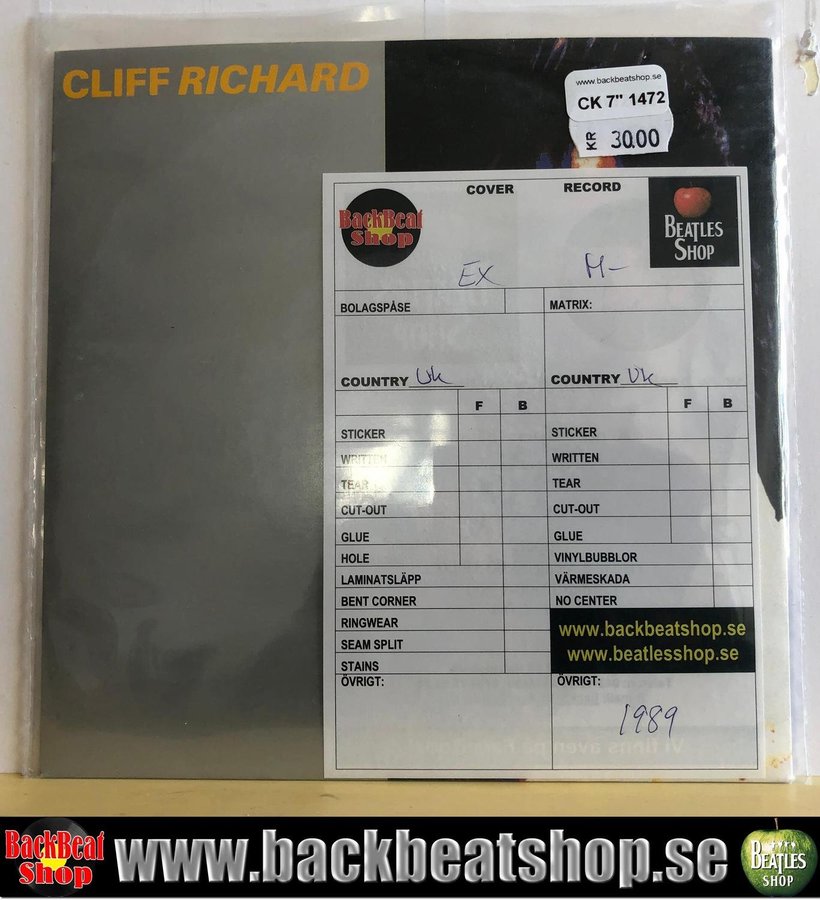 CLIFF RICHARD
www.backbeatshop.se
CK 7" 1472
KR 30.00
COVER RECORD
BackBeat
Shop
BEATLES
SHOP
EX M-
BOLAGSPÅSE MATRIX:
COUNTRY Uk COUNTRY Uk
F B F B
STICKER STICKER
WRITTEN WRITTEN
TEAR TEAR
CUT-OUT CUT-OUT
GLUE GLUE
HOLE VINYLBUBBLOR
LAMINATSLÄPP VÄRMESKADA
BENT CORNER NO CENTER
RINGWEAR
SEAM SPLIT
STAINS
www.backbeatshop.se
www.beatlesshop.se
ÖVRIGT: ÖVRIGT:
1989
BackBeat
Shop
www.backbeatshop.se
BEATLES
SHOP